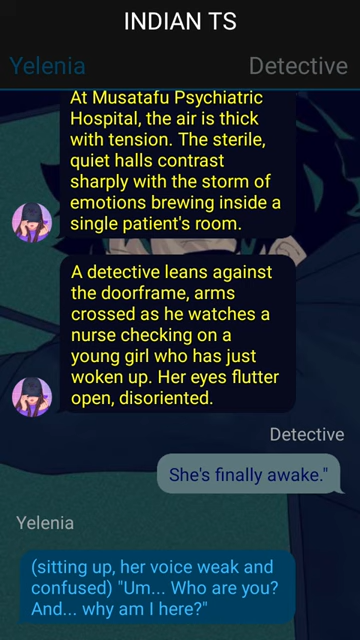 INDIAN TS
Yelenia
Detective
At Musatafu Psychiatric
Hospital, the air is thick
with tension. The sterile,
quiet halls contrast
sharply with the storm of
emotions brewing inside a
single patient's room.
A detective leans against
the doorframe, arms
crossed as he watches a
nurse checking on a
young girl who has just
woken up. Her eyes flutter
open, disoriented.
Detective
She's finally awake."
Yelenia
(sitting up, her voice weak and
confused) "Um... Who are you?
And... why am I here?"